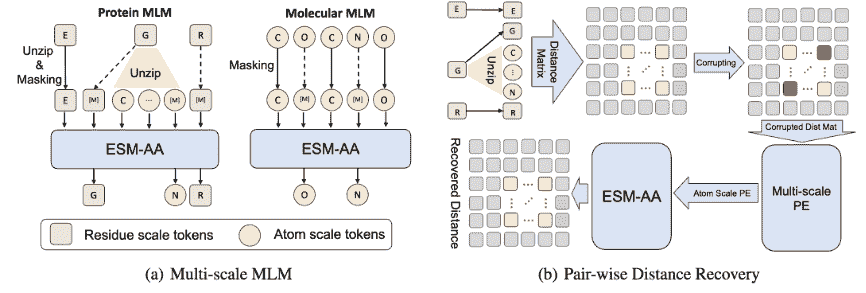 Protein MLM
Molecular MLM
E
G
R
C
O
C
N
O
Unzip
&
Masking
Unzip
Masking
E
[M]
C
...
[M]
[M]
C
[M]
C
[M]
O
ESM-AA
ESM-AA
G
N
R
O
N
Residue scale tokens
Atom scale tokens
(a) Multi-scale MLM
E
E
G
G
Unzip
C
N
R
R
Distance
Matrix
Corrupting
Corrupted Dist Mat
Multi-scale
PE
Atom Scale PE
ESM-AA
Recovered Distance
(b) Pair-wise Distance Recovery